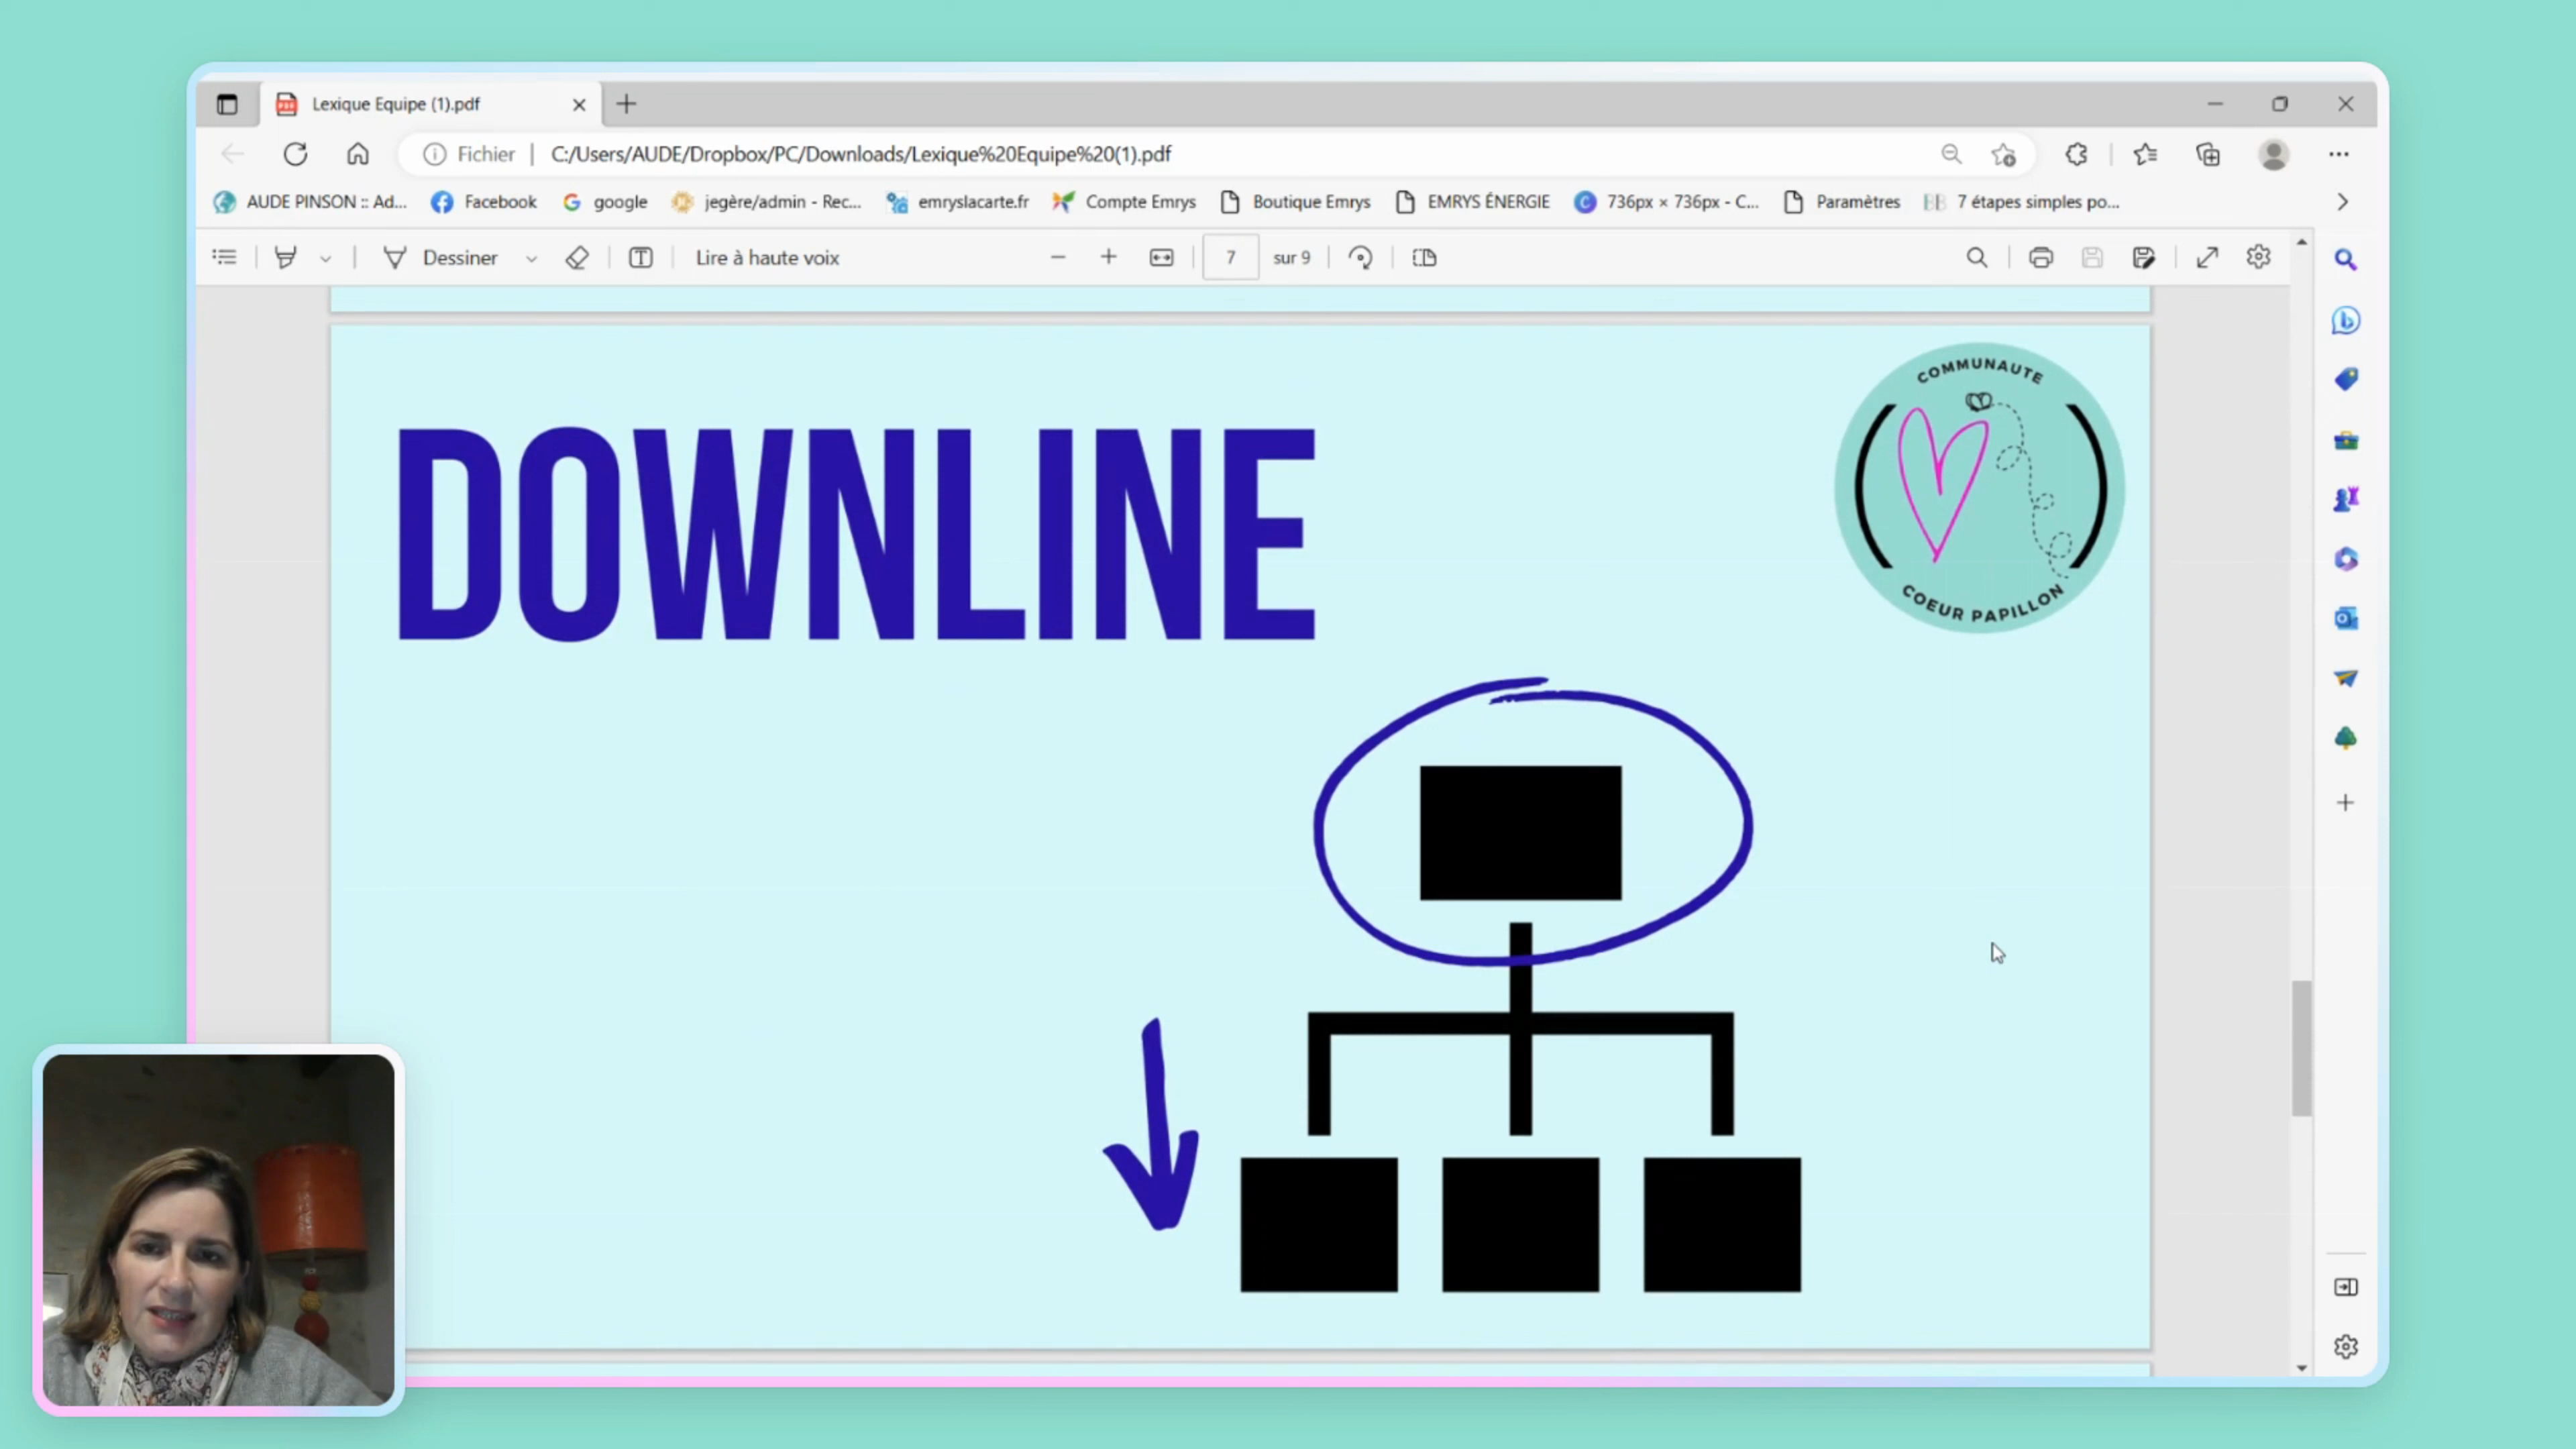 Lexique Equipe (1).pdf
Fichier
C:/Users/AUDE/Dropbox/PC/Downloads/Lexique%20Equipe%20(1).pdf
AUDE PINSON :: Ad...
Facebook
google
jegère/admin - Rec...
emryslacarte.fr
Compte Emrys
Boutique Emrys
EMRYS ÉNERGIE
736px × 736px - C...
Paramètres
7 étapes simples po...
Dessiner
Lire à haute voix
7
sur 9
DOWNLINE
COMMUNAUTE
COEUR PAPILLON